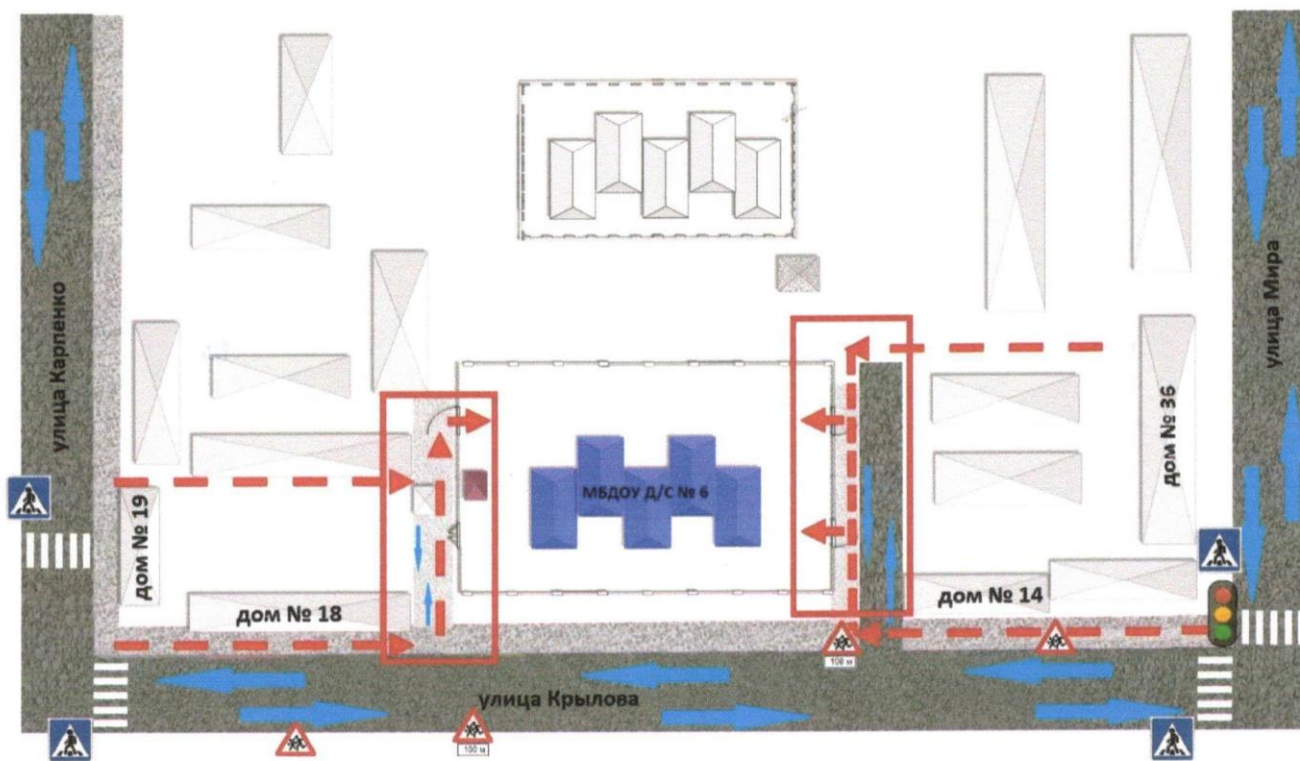 улица Карпенко
улица Мира
дом № 36
МБДОУ Д/С № 6
дом № 19
дом № 18
дом № 14
100 м
улица Крылова
100 м